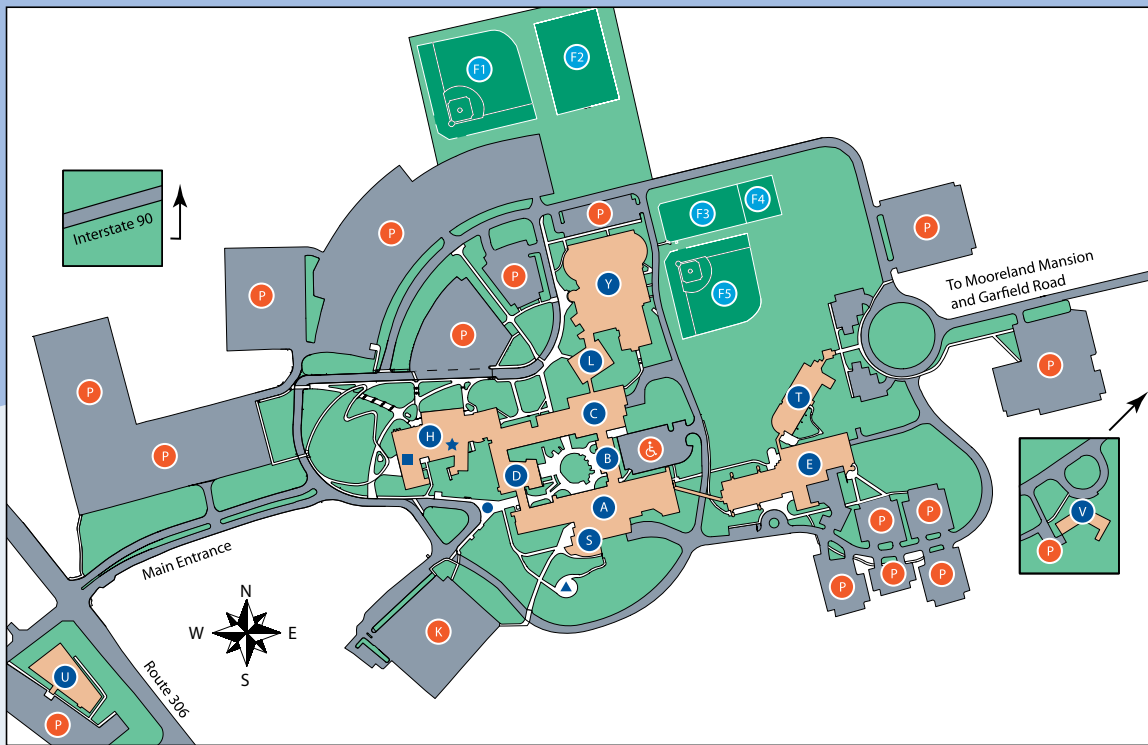 F1
F2
Interstate 90
F3
F4
P
P
P
P
P
P
P
Y
F5
To Mooreland Mansion
and Garfield Road
L
P
P
T
C
H
B
P
E
D
A
S
P
P
V
P
P
P
P
Main Entrance
N
W
E
S
K
U
Route 306
P